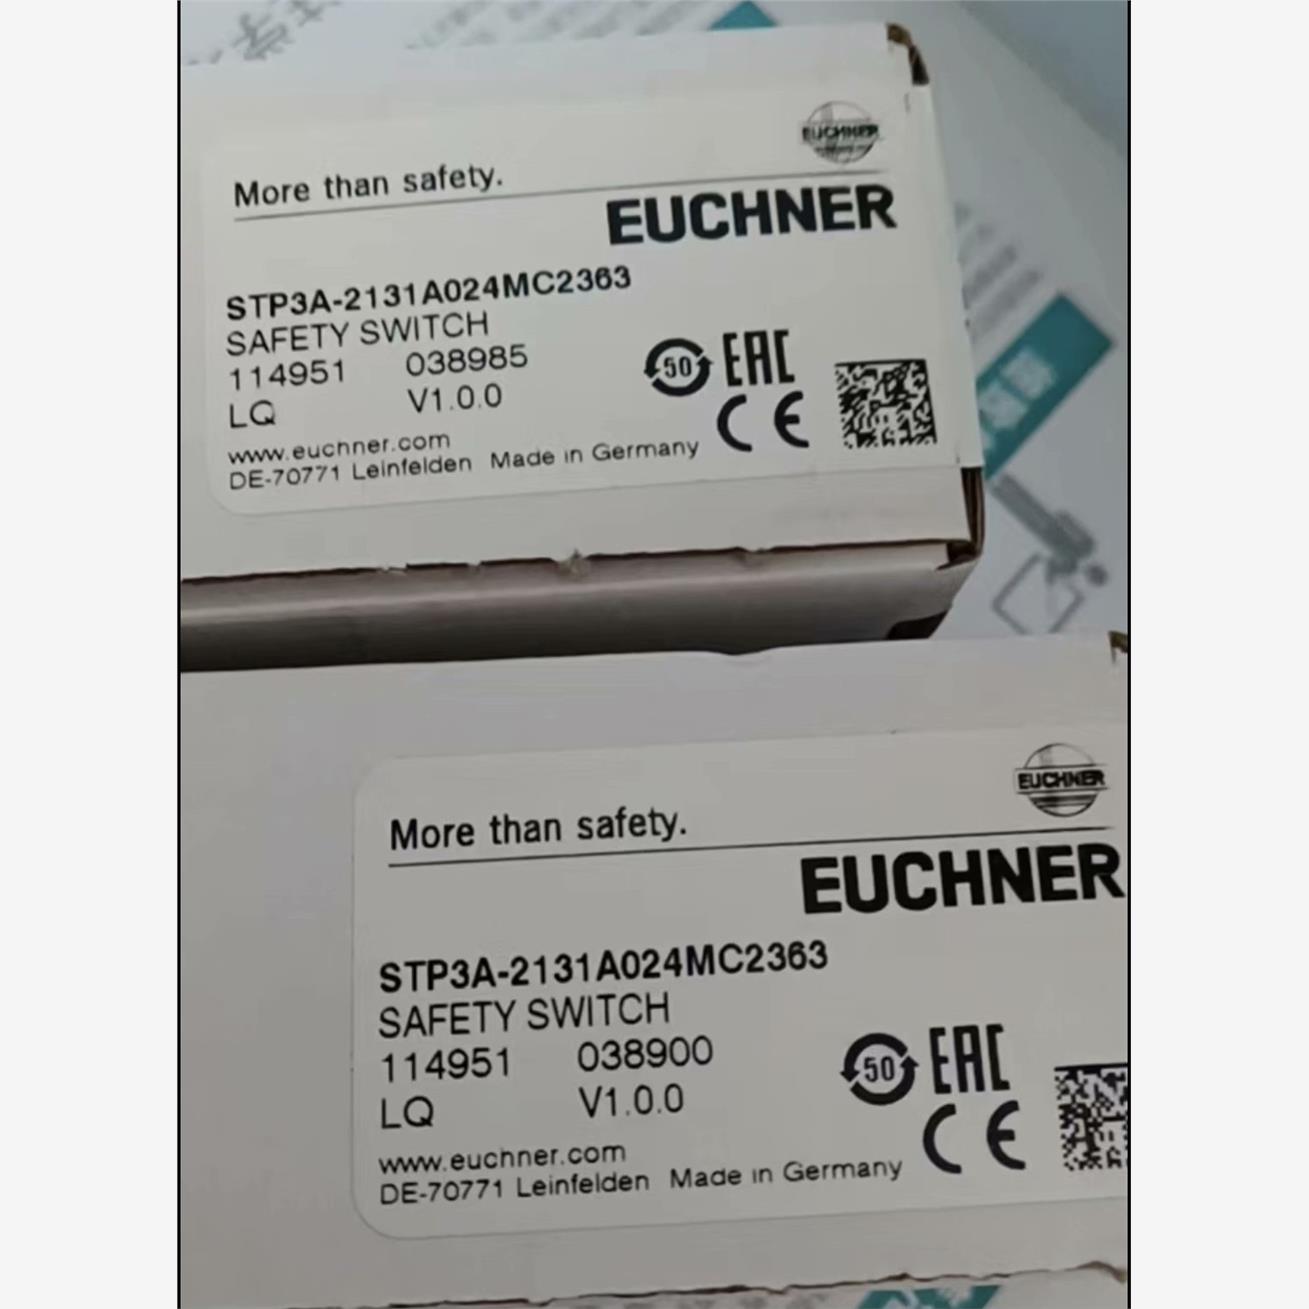 EUCHNER
More than safety.
EUCHNER
STP3A-2131A024MC2363
SAFETY SWITCH
114951 038985
LQ V1.0.0
50 EAC
CE
www.euchner.com
DE-70771 Leinfelden Made in Germany
EUCHNER
More than safety.
EUCHNER
STP3A-2131A024MC2363
SAFETY SWITCH
114951 038900
LQ V1.0.0
50 EAC
CE
www.euchner.com
DE-70771 Leinfelden Made in Germany